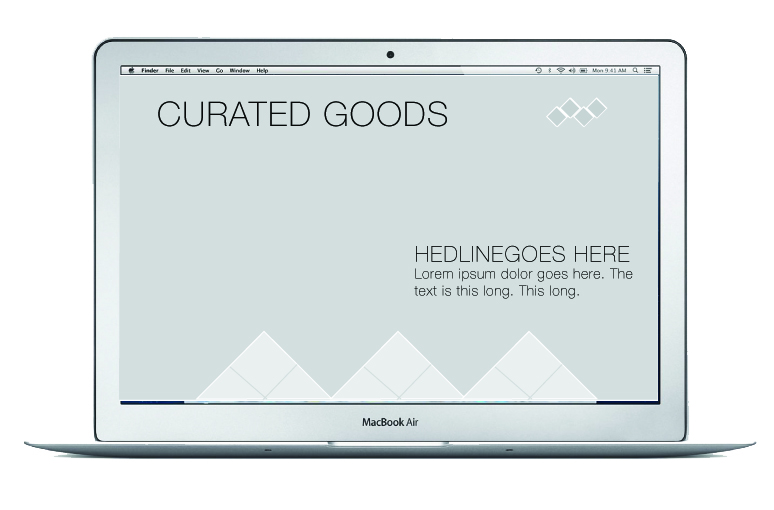 Finder File Edit View Go Window Help Mon 9:41 AM
CURATED GOODS
HEDLINEGOES HERE
Lorem ipsum dolor goes here. The
text is this long. This long.
MacBook Air